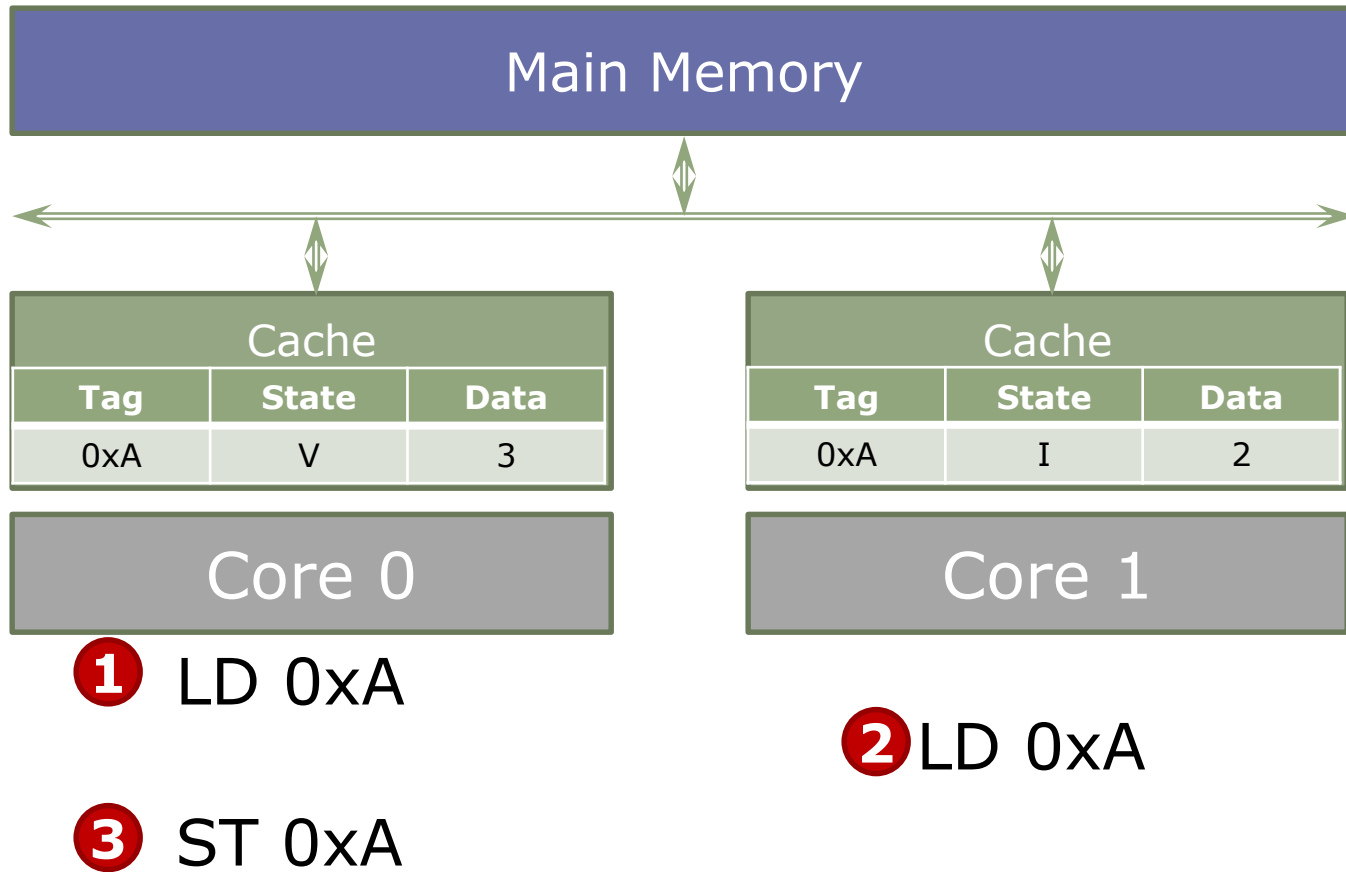 Main Memory
Cache
Tag State Data
0xA V 3
Core 0
Cache
Tag State Data
0xA I 2
Core 1
1 LD 0xA
2 LD 0xA
3 ST 0xA